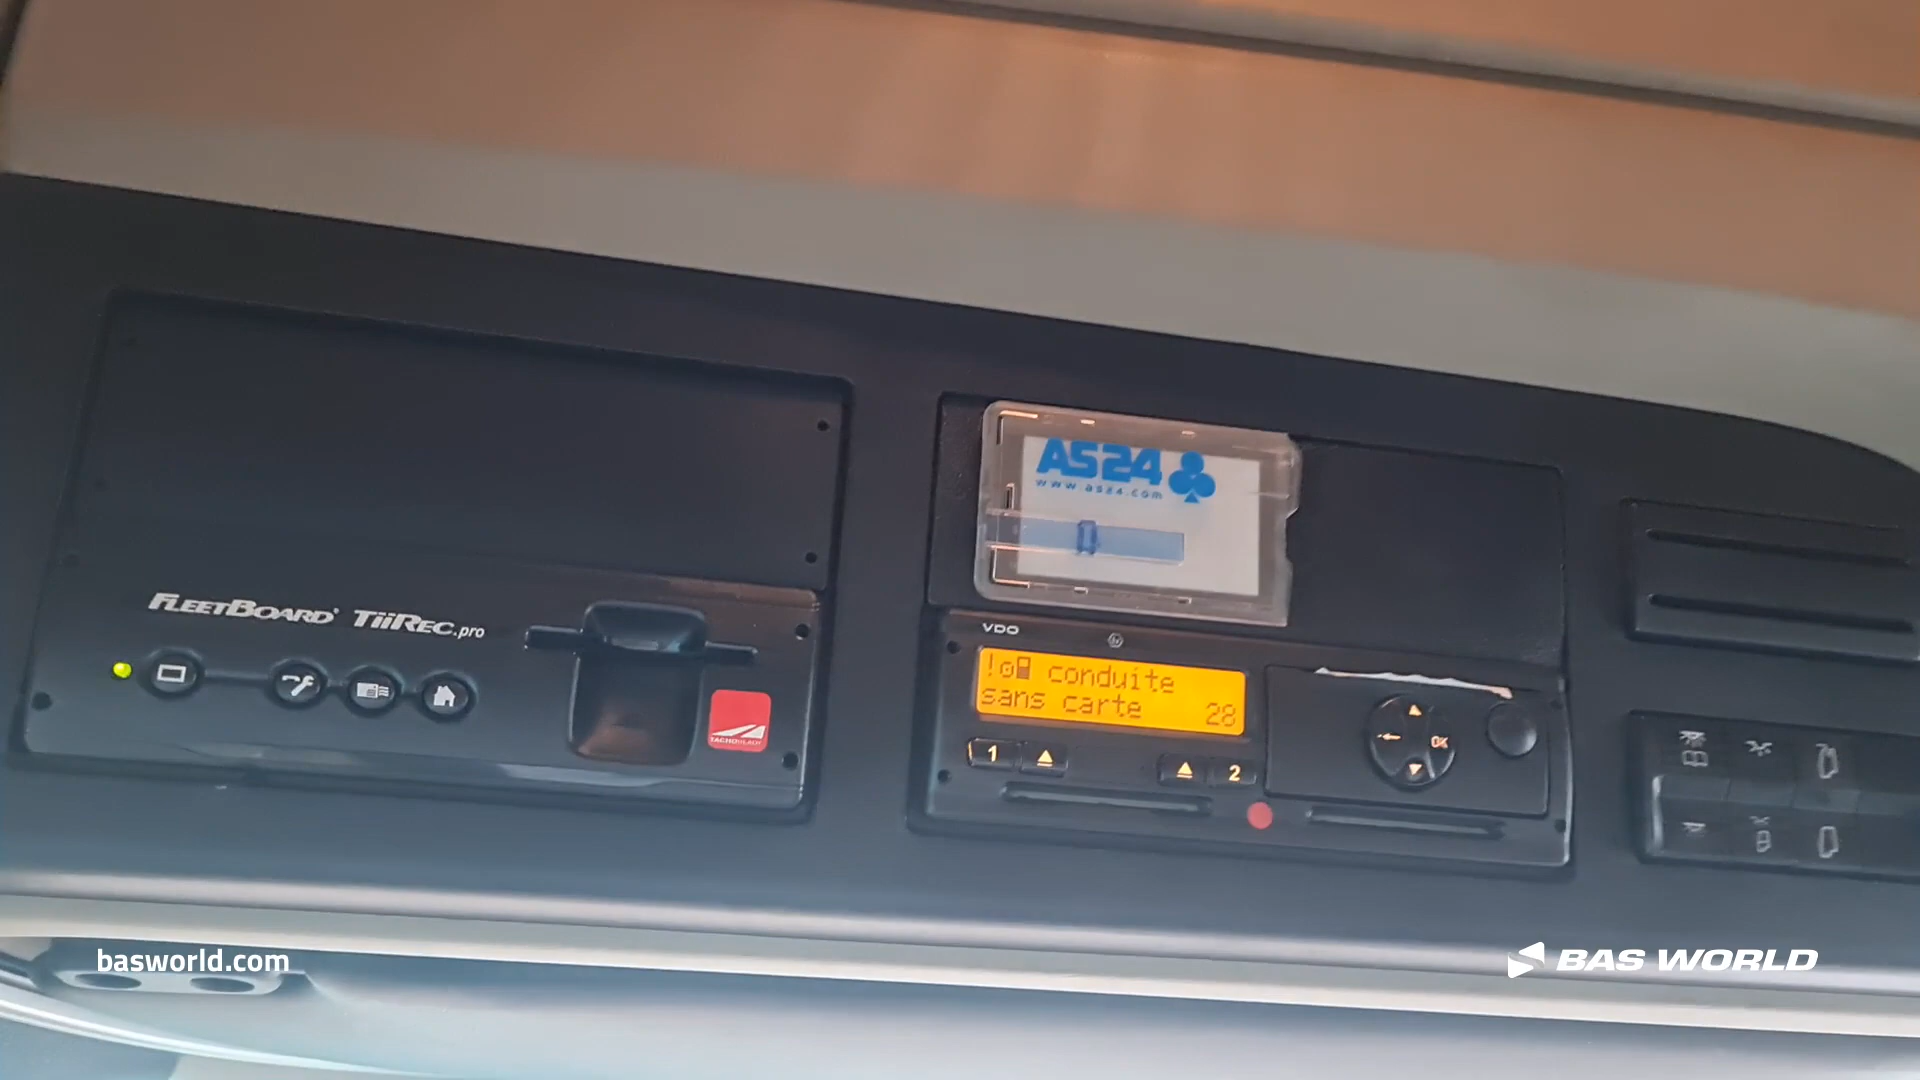 AS24
www.as24.com
FLEETBOARD® TiiREC.pro
VDO
! conduite
sans carte 28
1
2
OK
TACHOREADY
basworld.com
BAS WORLD